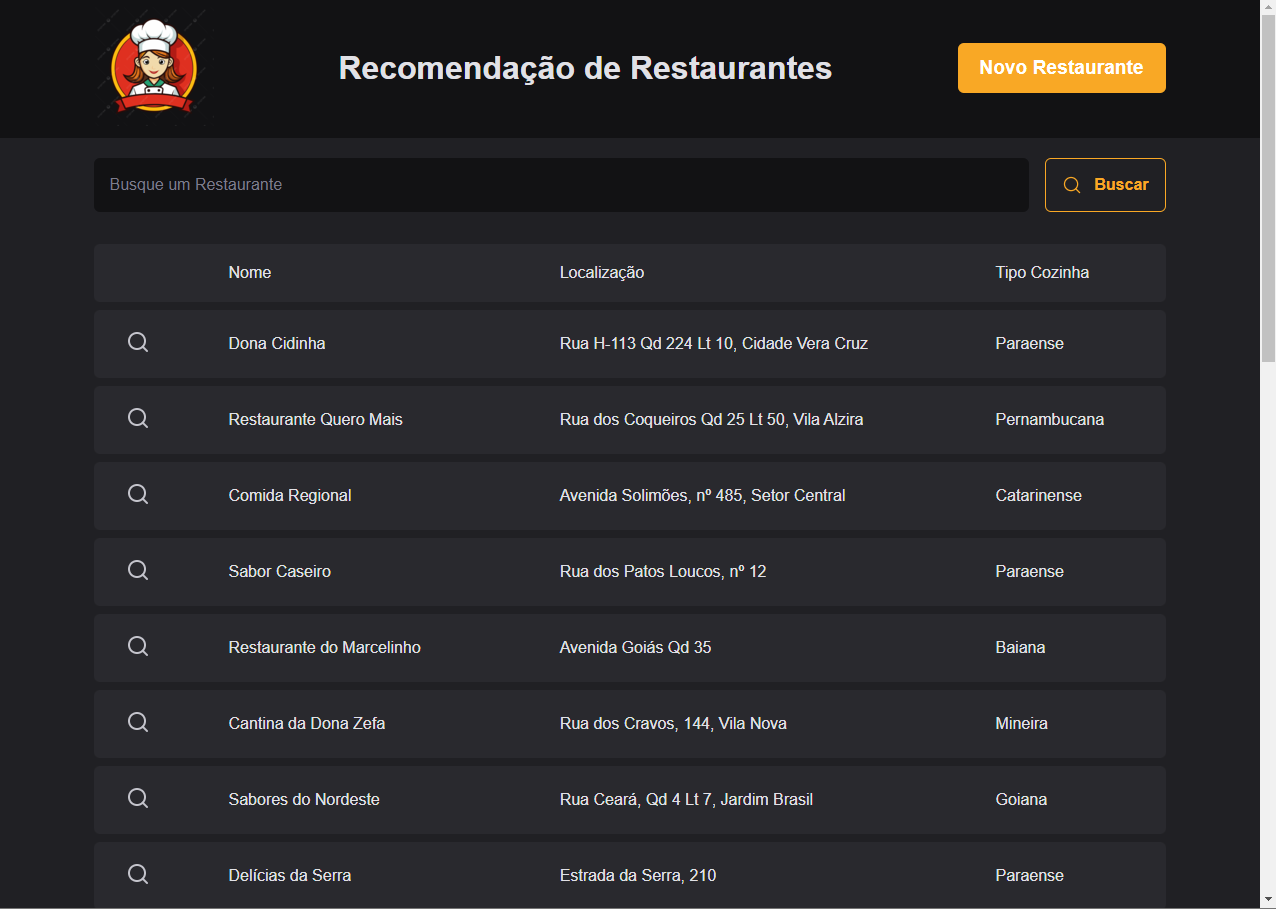 Recomendação de Restaurantes
Novo Restaurante
Busque um Restaurante
Buscar
Nome Localização Tipo Cozinha
Dona Cidinha Rua H-113 Qd 224 Lt 10, Cidade Vera Cruz Paraense
Restaurante Quero Mais Rua dos Coqueiros Qd 25 Lt 50, Vila Alzira Pernambucana
Comida Regional Avenida Solimões, nº 485, Setor Central Catarinense
Sabor Caseiro Rua dos Patos Loucos, nº 12 Paraense
Restaurante do Marcelinho Avenida Goiás Qd 35 Baiana
Cantina da Dona Zefa Rua dos Cravos, 144, Vila Nova Mineira
Sabores do Nordeste Rua Ceará, Qd 4 Lt 7, Jardim Brasil Goiana
Delícias da Serra Estrada da Serra, 210 Paraense